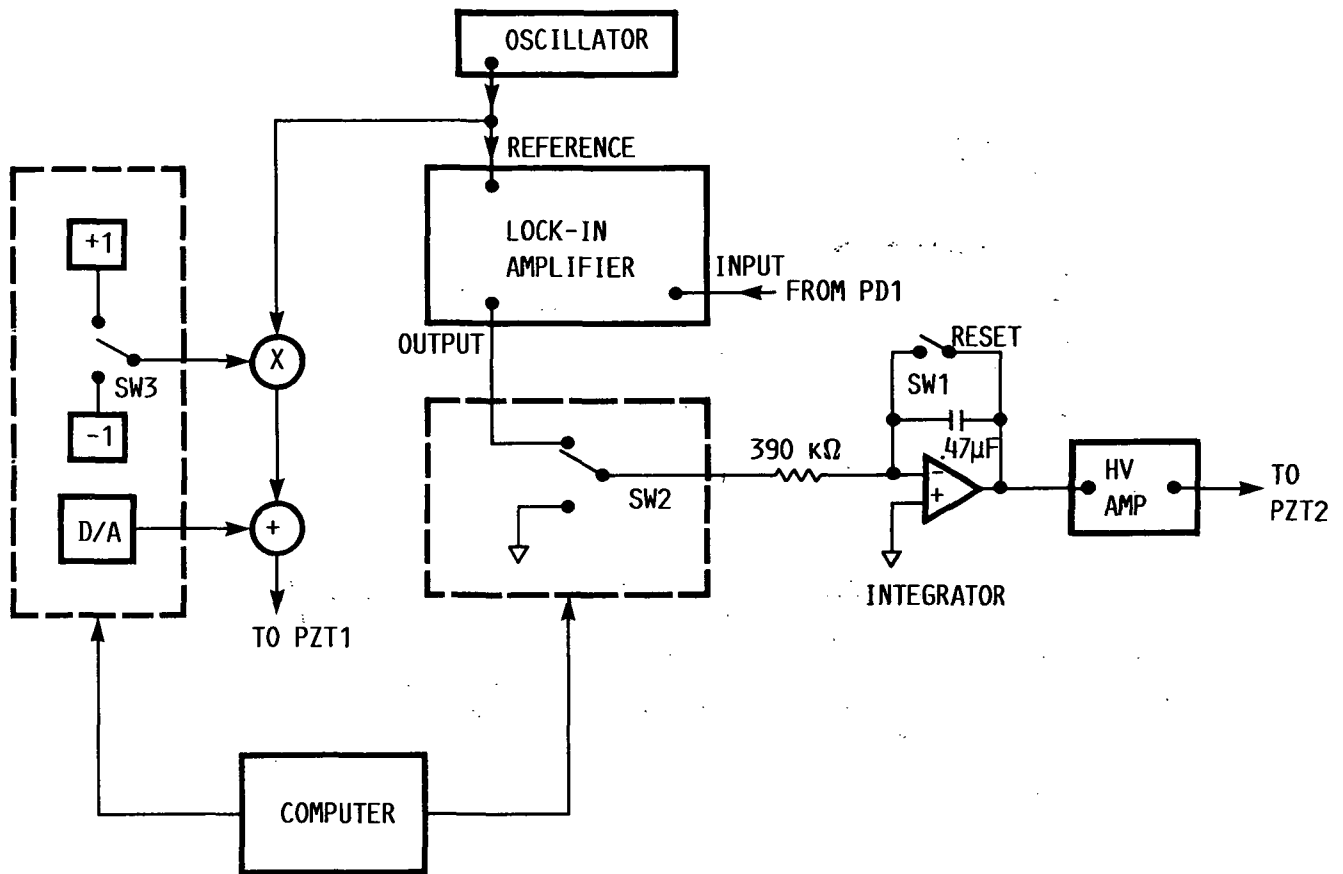 OSCILLATOR
REFERENCE
LOCK-IN
AMPLIFIER
INPUT
FROM PD1
OUTPUT
+1
SW3
-1
X
D/A
+
TO PZT1
SW2
390 KΩ
RESET
SW1
.47μF
-
+
INTEGRATOR
HV
AMP
TO
PZT2
COMPUTER